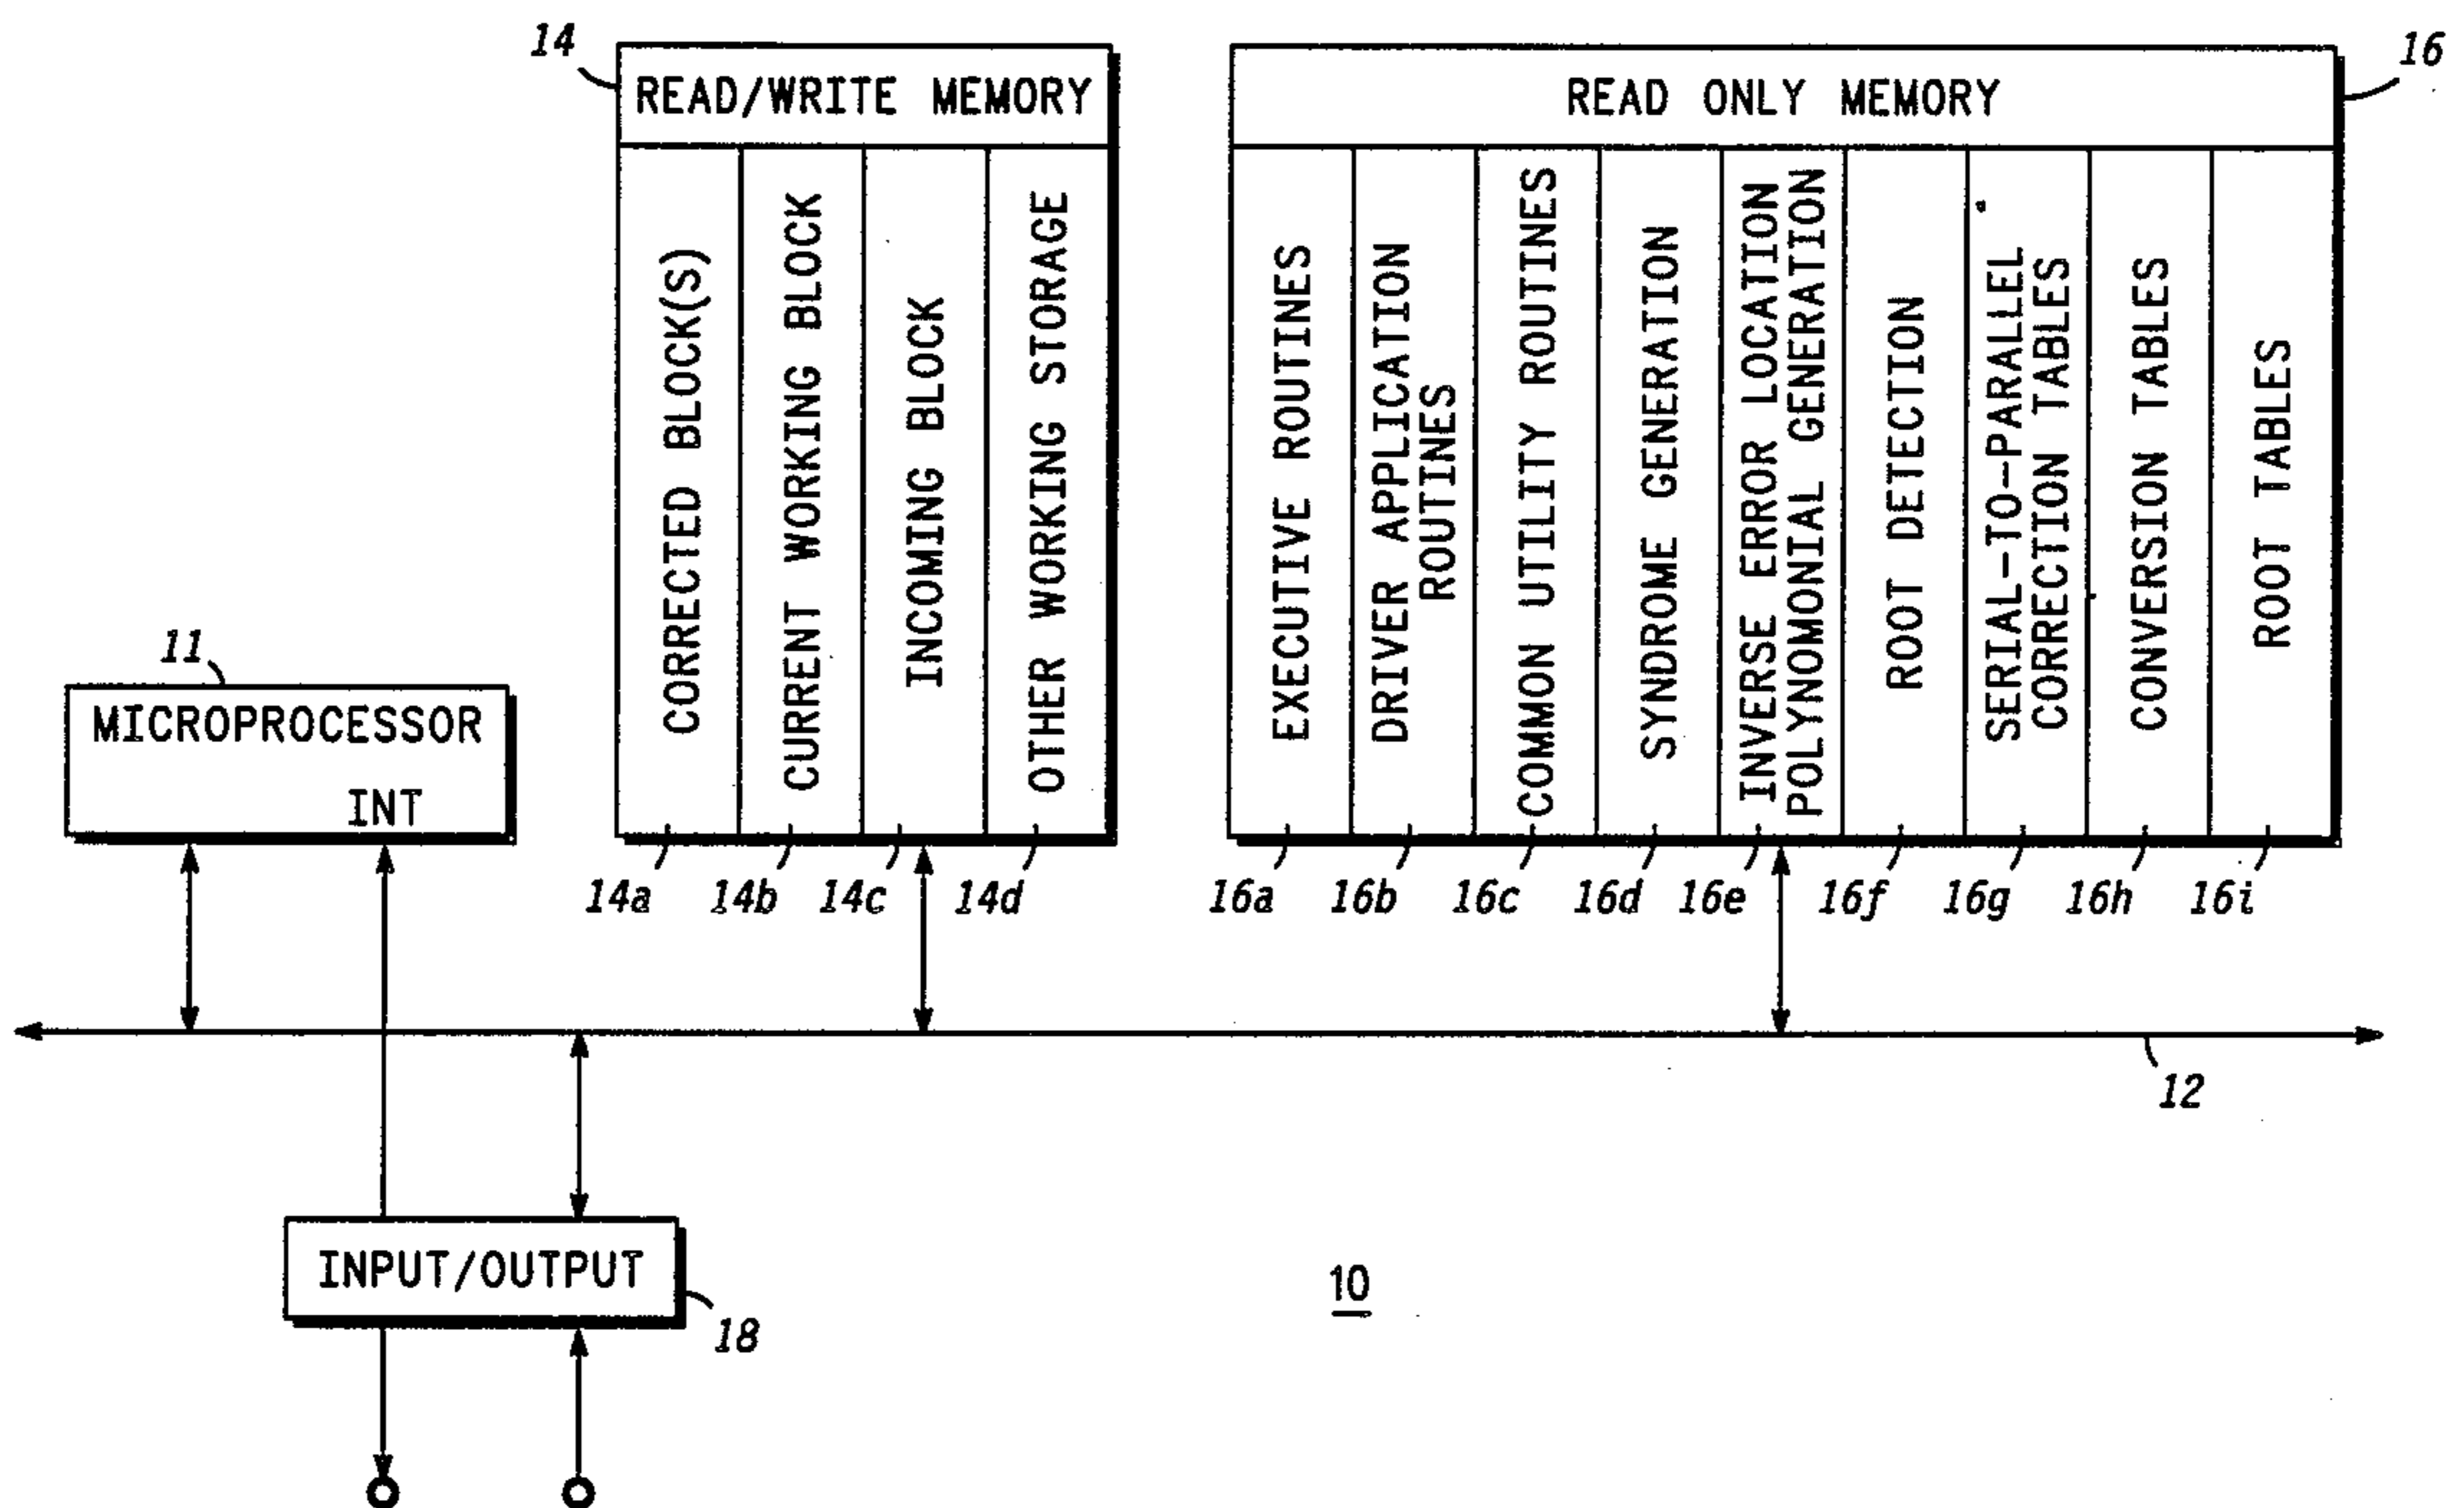 14
READ/WRITE MEMORY
CORRECTED BLOCK(S)
CURRENT WORKING BLOCK
INCOMING BLOCK
OTHER WORKING STORAGE
14a
14b
14c
14d
16
READ ONLY MEMORY
EXECUTIVE ROUTINES
DRIVER APPLICATION
ROUTINES
COMMON UTILITY ROUTINES
SYNDROME GENERATION
INVERSE ERROR LOCATION
POLYNOMONIAL GENERATION
ROOT DETECTION
SERIAL-TO-PARALLEL
CORRECTION TABLES
CONVERSION TABLES
ROOT TABLES
16a
16b
16c
16d
16e
16f
16g
16h
16i
11
MICROPROCESSOR
INT
12
INPUT/OUTPUT
18
10